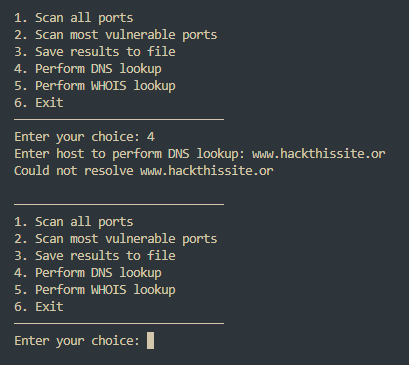 1. Scan all ports
2. Scan most vulnerable ports
3. Save results to file
4. Perform DNS lookup
5. Perform WHOIS lookup
6. Exit
Enter your choice: 4
Enter host to perform DNS lookup: www.hackthissite.or
Could not resolve www.hackthissite.or
1. Scan all ports
2. Scan most vulnerable ports
3. Save results to file
4. Perform DNS lookup
5. Perform WHOIS lookup
6. Exit
Enter your choice: